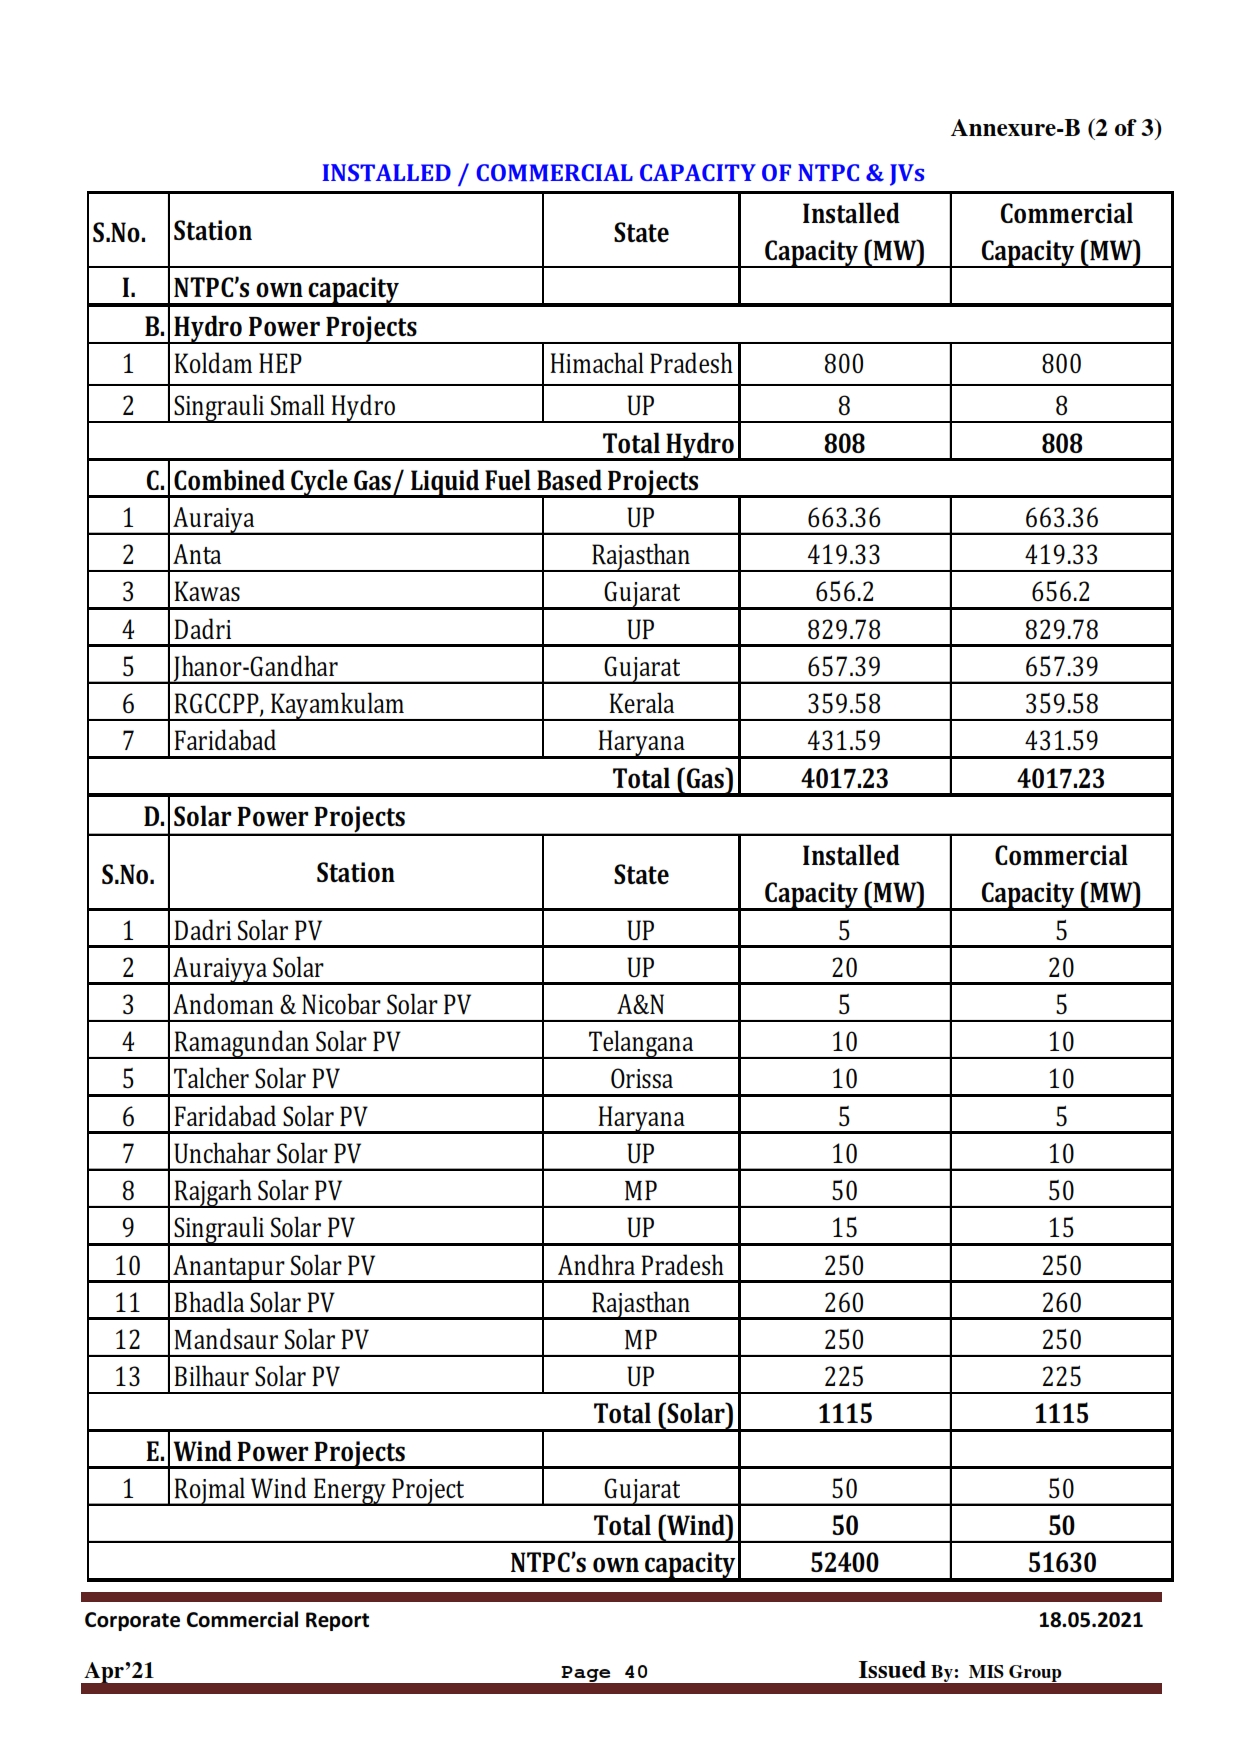 Annexure-B (2 of 3)
INSTALLED / COMMERCIAL CAPACITY OF NTPC & JVs
S.No. Station State Installed Capacity (MW) Commercial Capacity (MW)
I. NTPC’s own capacity
B. Hydro Power Projects
1 Koldam HEP Himachal Pradesh 800 800
2 Singrauli Small Hydro UP 8 8
Total Hydro 808 808
C. Combined Cycle Gas/ Liquid Fuel Based Projects
1 Auraiya UP 663.36 663.36
2 Anta Rajasthan 419.33 419.33
3 Kawas Gujarat 656.2 656.2
4 Dadri UP 829.78 829.78
5 Jhanor-Gandhar Gujarat 657.39 657.39
6 RGCCPP, Kayamkulam Kerala 359.58 359.58
7 Faridabad Haryana 431.59 431.59
Total (Gas) 4017.23 4017.23
D. Solar Power Projects
S.No. Station State Installed Capacity (MW) Commercial Capacity (MW)
1 Dadri Solar PV UP 5 5
2 Auraiyya Solar UP 20 20
3 Andoman & Nicobar Solar PV A&N 5 5
4 Ramagundan Solar PV Telangana 10 10
5 Talcher Solar PV Orissa 10 10
6 Faridabad Solar PV Haryana 5 5
7 Unchahar Solar PV UP 10 10
8 Rajgarh Solar PV MP 50 50
9 Singrauli Solar PV UP 15 15
10 Anantapur Solar PV Andhra Pradesh 250 250
11 Bhadla Solar PV Rajasthan 260 260
12 Mandsaur Solar PV MP 250 250
13 Bilhaur Solar PV UP 225 225
Total (Solar) 1115 1115
E. Wind Power Projects
1 Rojmal Wind Energy Project Gujarat 50 50
Total (Wind) 50 50
NTPC’s own capacity 52400 51630
Corporate Commercial Report 18.05.2021
Apr’21 Page 40 Issued By: MIS Group